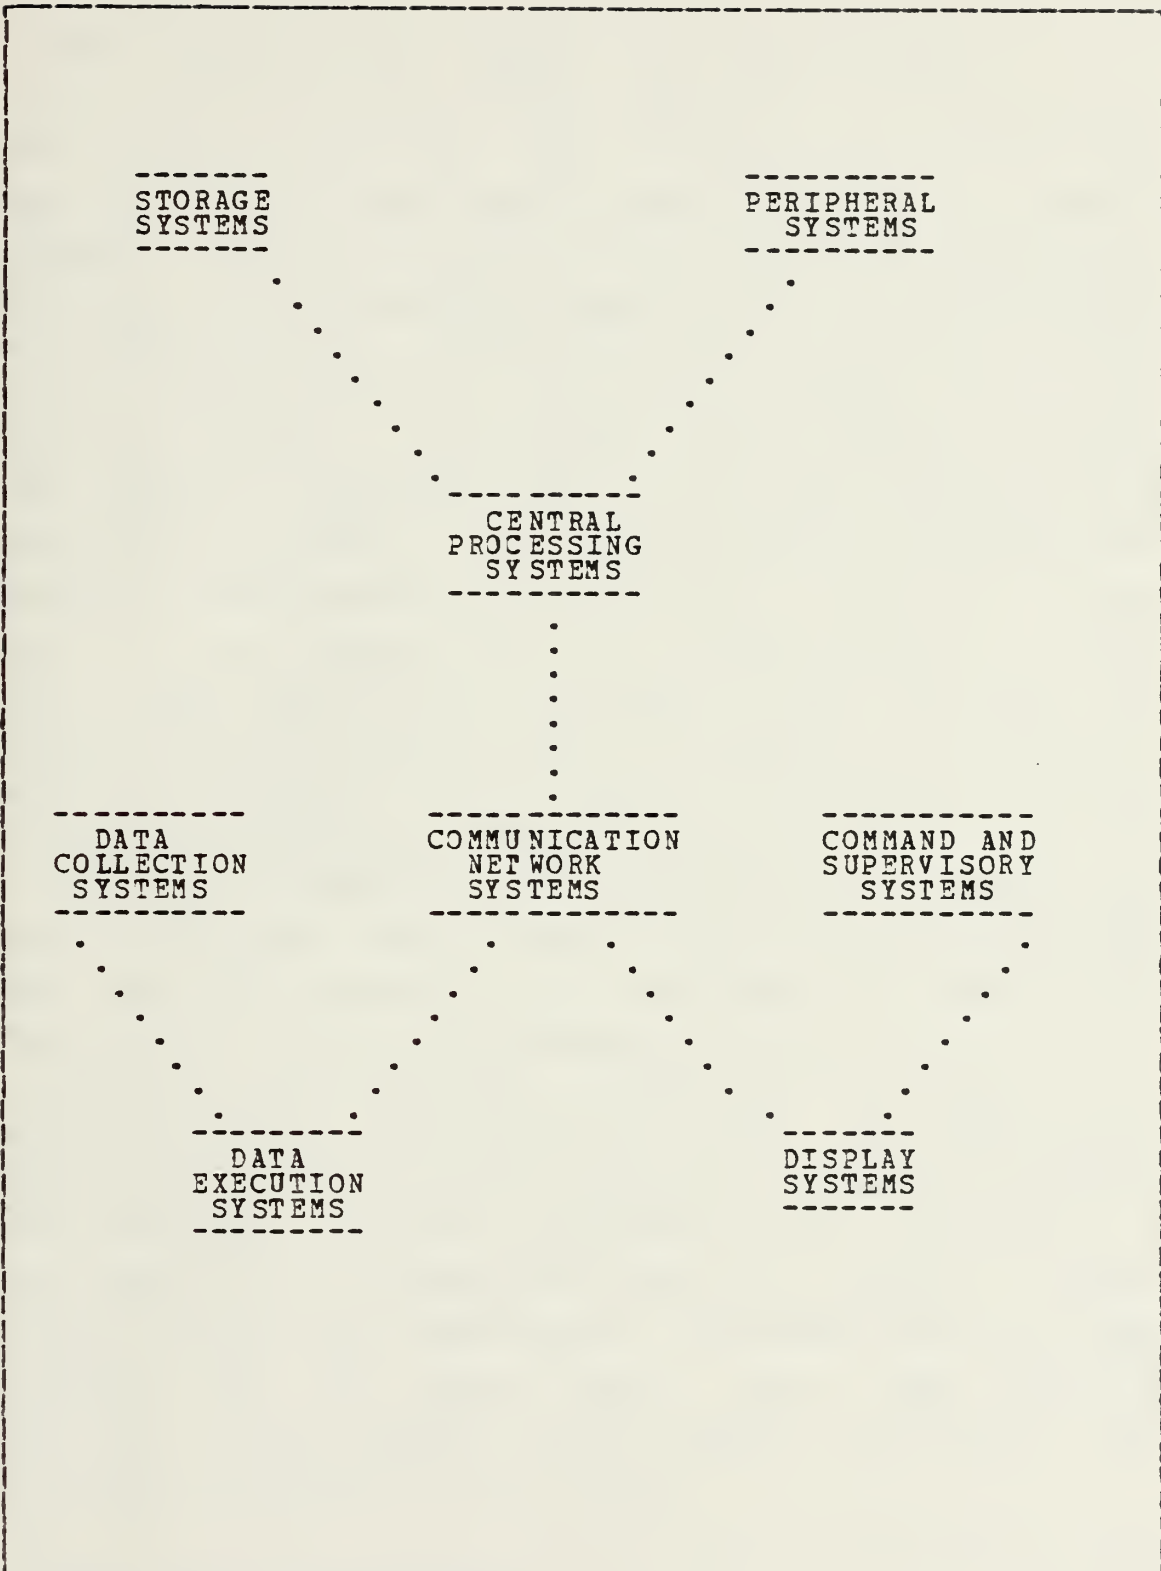 STORAGE
SYSTEMS
PERIPHERAL
SYSTEMS
CENTRAL
PROCESSING
SYSTEMS
DATA
COLLECTION
SYSTEMS
COMMUNICATION
NETWORK
SYSTEMS
COMMAND AND
SUPERVISORY
SYSTEMS
DATA
EXECUTION
SYSTEMS
DISPLAY
SYSTEMS